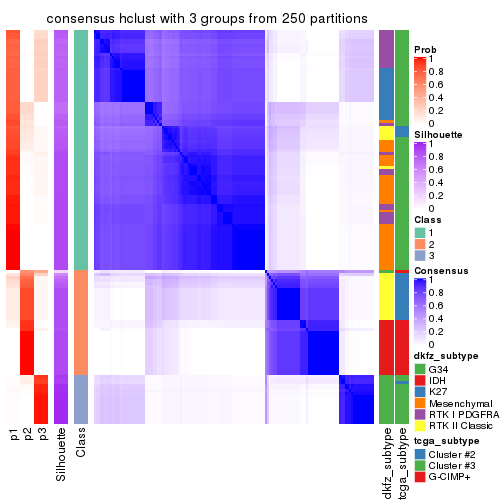 consensus hclust with 3 groups from 250 partitions
Prob
1
0.8
0.6
0.4
0.2
0
Silhouette
1
0.8
0.6
0.4
0.2
0
Class
1
2
3
Consensus
1
0.8
0.6
0.4
0.2
0
dkfz_subtype
G34
IDH
K27
Mesenchymal
RTK I PDGFRA
RTK II Classic
tcga_subtype
Cluster #2
Cluster #3
G-CIMP+
p1
p2
p3
Silhouette
Class
dkfz_subtype
tcga_subtype